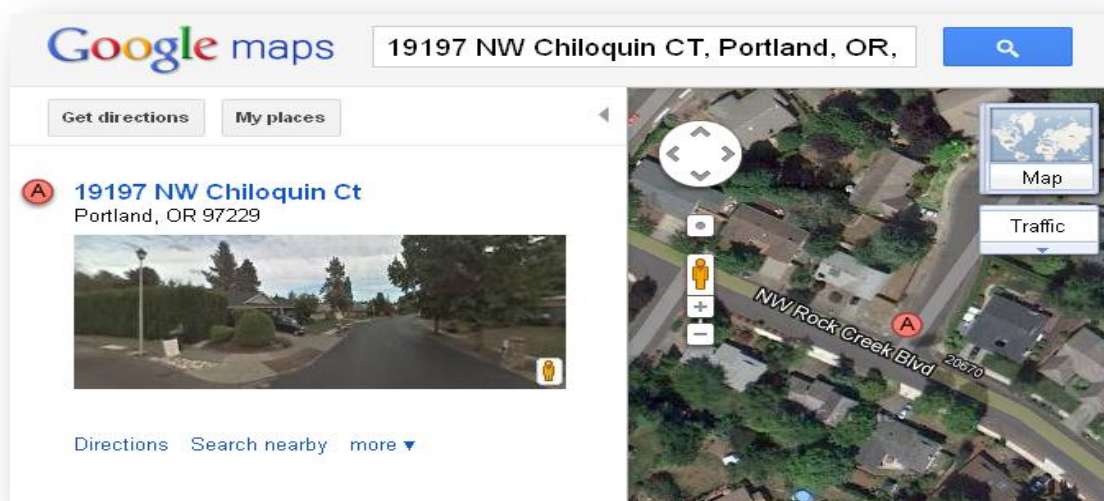 Google maps
19197 NW Chiloquin CT, Portland, OR,
Get directions
My places
A
19197 NW Chiloquin Ct
Portland, OR 97229
Directions
Search nearby
more
Map
Traffic
NW Rock Creek Blvd
20670
A